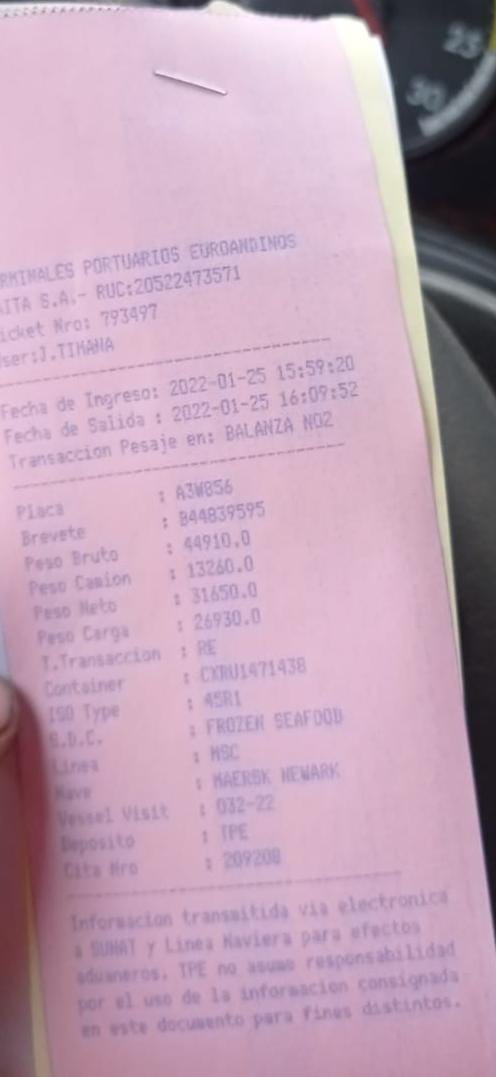 RMINALES PORTUARIOS EUROANDINOS
AITA S.A.- RUC:20522473571
icket Nro: 793497
ser:J.TIMANA
Fecha de Ingreso: 2022-01-25 15:59:20
Fecha de Salida : 2022-01-25 16:09:52
Transaccion Pesaje en: BALANZA NO2
Placa : A3W856
Brevete : B44839595
Peso Bruto : 44910.0
Peso Camion : 13260.0
Peso Neto : 31650.0
Peso Carga : 26930.0
T.Transaccion : RE
Container : CXRU1471438
ISO Type : 45R1
S.D.C. : FROZEN SEAFOOD
Linea : MSC
Nave : MAERSK NEWARK
Vessel Visit : 032-22
Deposito : TPE
Cita Nro : 209208
Informacion transmitida via electronica
a SUNAT y Linea Naviera para efectos
aduaneros. TPE no asume responsabilidad
por el uso de la informacion consignada
en este documento para fines distintos.
25
30